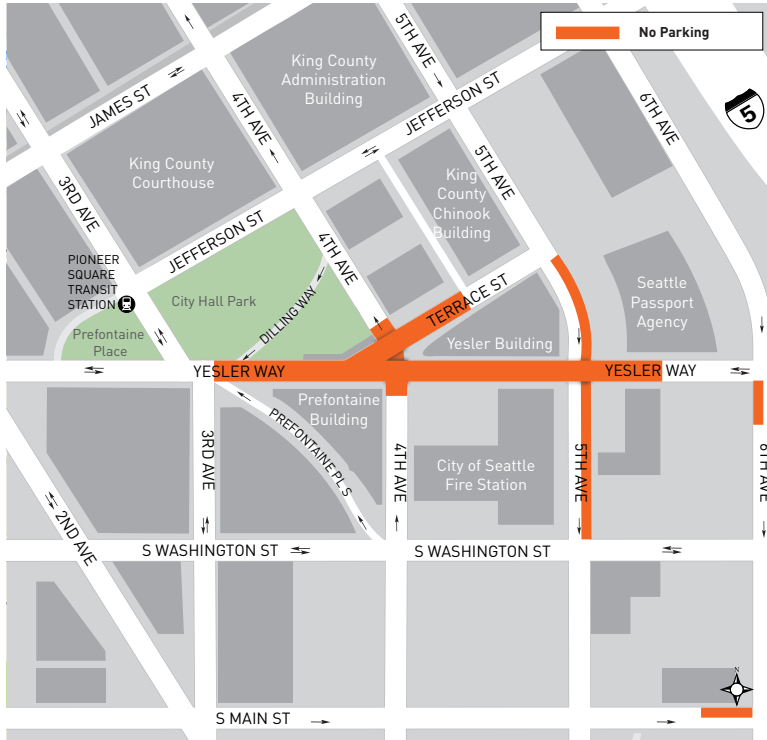 No Parking
5TH AVE
King County
Administration
Building
JAMES ST
4TH AVE
JEFFERSON ST
6TH AVE
5
King County
Courthouse
King
County
Chinook
Building
5TH AVE
3RD AVE
JEFFERSON ST
4TH AVE
PIONEER
SQUARE
TRANSIT
STATION
City Hall Park
DILLING WAY
TERRACE ST
Seattle
Passport
Agency
Prefontaine
Place
Yesler Building
YESLER WAY
YESLER WAY
Prefontaine
Building
PREFONTAINE PL S
3RD AVE
4TH AVE
City of Seattle
Fire Station
5TH AVE
6TH AVE
2ND AVE
S WASHINGTON ST
S WASHINGTON ST
N
S MAIN ST